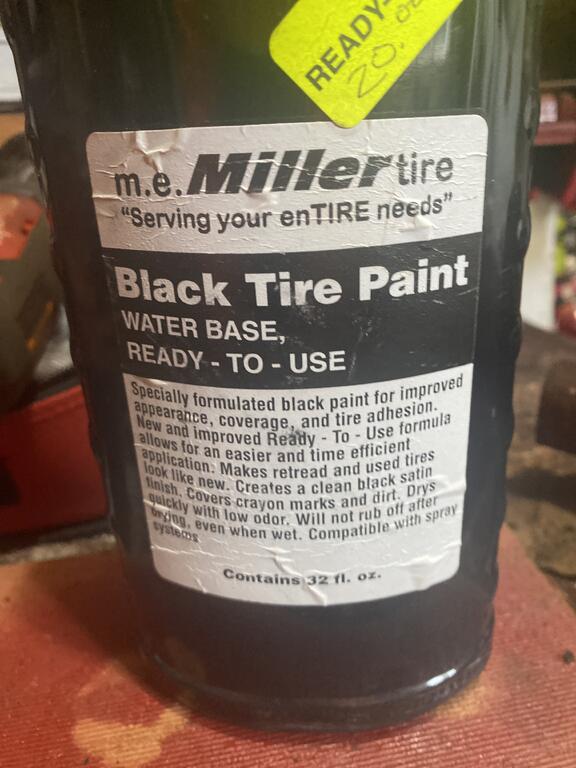 READY-
20.
m.e. Miller tire
"Serving your enTIRE needs"
Black Tire Paint
WATER BASE,
READY - TO - USE
Specially formulated black paint for improved
appearance, coverage, and tire adhesion.
New and improved Ready - To - Use formula
allows for an easier and time efficient
application. Makes retread and used tires
look like new. Creates a clean black satin
finish. Covers crayon marks and dirt. Drys
quickly with low odor. Will not rub off after
drying, even when wet. Compatible with spray
systems
Contains 32 fl. oz.